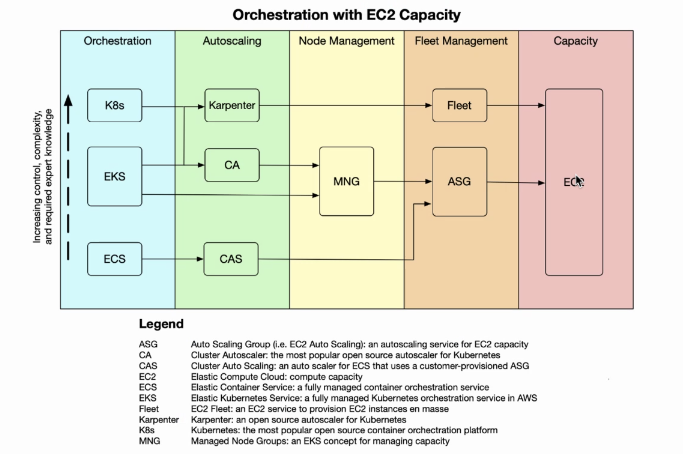 Orchestration with EC2 Capacity
Orchestration
Autoscaling
Node Management
Fleet Management
Capacity
Increasing control, complexity,
and required expert knowledge
K8s
Karpenter
Fleet
EKS
CA
MNG
ASG
EC2
ECS
CAS
Legend
ASG Auto Scaling Group (i.e. EC2 Auto Scaling): an autoscaling service for EC2 capacity
CA Cluster Autoscaler: the most popular open source autoscaler for Kubernetes
CAS Cluster Auto Scaling: an auto scaler for ECS that uses a customer-provisioned ASG
EC2 Elastic Compute Cloud: compute capacity
ECS Elastic Container Service: a fully managed container orchestration service
EKS Elastic Kubernetes Service: a fully managed Kubernetes orchestration service in AWS
Fleet EC2 Fleet: an EC2 service to provision EC2 instances en masse
Karpenter Karpenter: an open source autoscaler for Kubernetes
K8s Kubernetes: the most popular open source container orchestration platform
MNG Managed Node Groups: an EKS concept for managing capacity